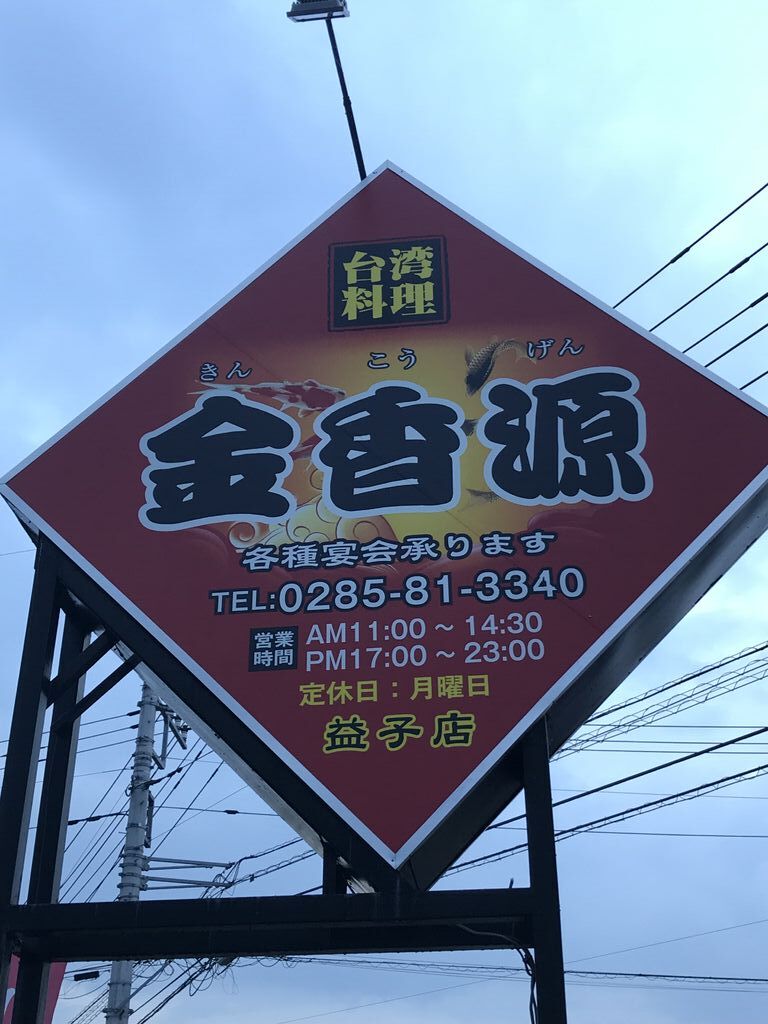 台湾
料理
きん こう げん
金香源
各種宴会承ります
TEL:0285-81-3340
営業
時間
AM11:00～14:30
PM17:00～23:00
定休日：月曜日
益子店